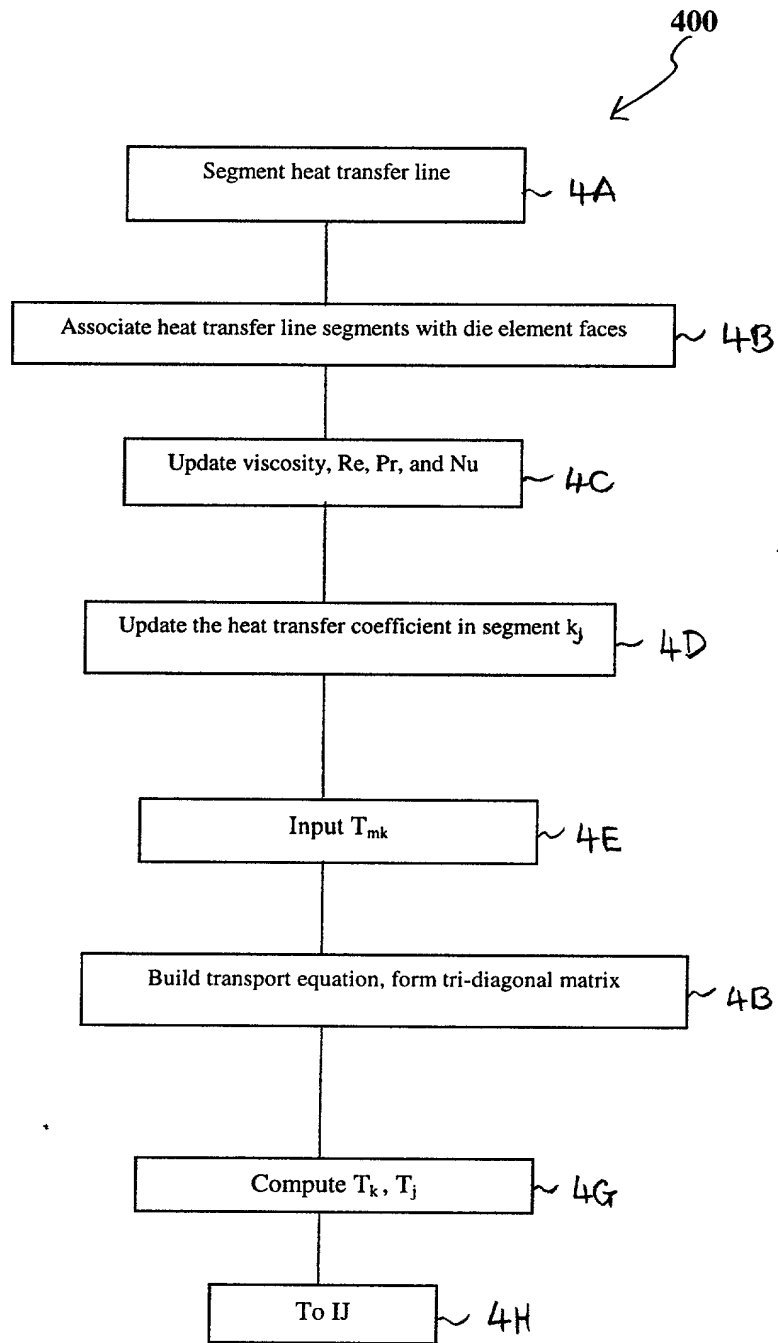 400
Segment heat transfer line
4A
Associate heat transfer line segments with die element faces
4B
Update viscosity, Re, Pr, and Nu
4C
Update the heat transfer coefficient in segment kj
4D
Input Tmk
4E
Build transport equation, form tri-diagonal matrix
4B
Compute Tk , Tj
4G
To IJ
4H